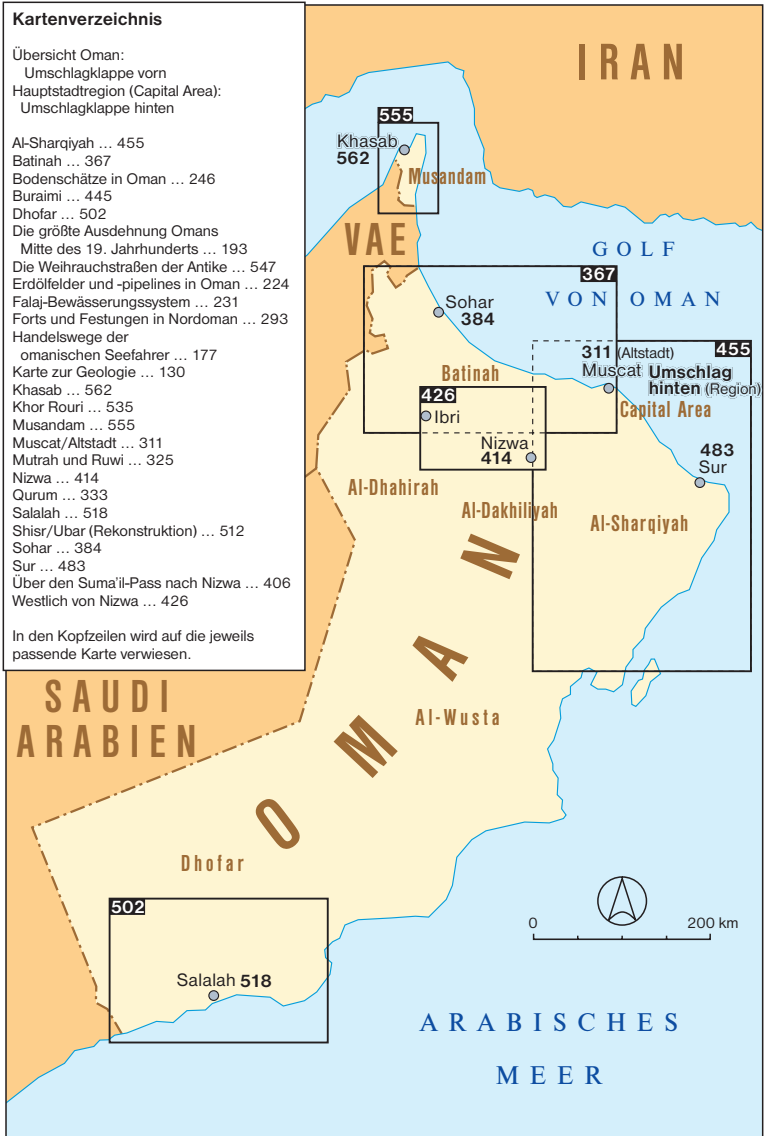 Kartenverzeichnis
Übersicht Oman:
Umschlagklappe vorn
Hauptstadtregion (Capital Area):
Umschlagklappe hinten
Al-Sharqiyah ... 455
Batinah ... 367
Bodenschätze in Oman ... 246
Buraimi ... 445
Dhofar ... 502
Die größte Ausdehnung Omans
Mitte des 19. Jahrhunderts ... 193
Die Weihrauchstraßen der Antike ... 547
Erdölfelder und -pipelines in Oman ... 224
Falaj-Bewässerungssystem ... 231
Forts und Festungen in Nordoman ... 293
Handelswege der
omanischen Seefahrer ... 177
Karte zur Geologie ... 130
Khasab ... 562
Khor Rouri ... 535
Musandam ... 555
Muscat/Altstadt ... 311
Mutrah und Ruwi ... 325
Nizwa ... 414
Qurum ... 333
Salalah ... 518
Shisr/Ubar (Rekonstruktion) ... 512
Sohar ... 384
Sur ... 483
Über den Suma'il-Pass nach Nizwa ... 406
Westlich von Nizwa ... 426
In den Kopfzeilen wird auf die jeweils
passende Karte verwiesen.
IRAN
555
Khasab
562
Musandam
VAE
GOLF
VON OMAN
367
Sohar
384
311 (Altstadt)
455
Muscat
Umschlag
hinten (Region)
Batinah
Capital Area
426
Ibri
Nizwa
414
483
Sur
Al-Dhahirah
Al-Dakhiliyah
Al-Sharqiyah
OMAN
SAUDI
ARABIEN
Al-Wusta
Dhofar
502
Salalah 518
0 200 km
ARABISCHES
MEER